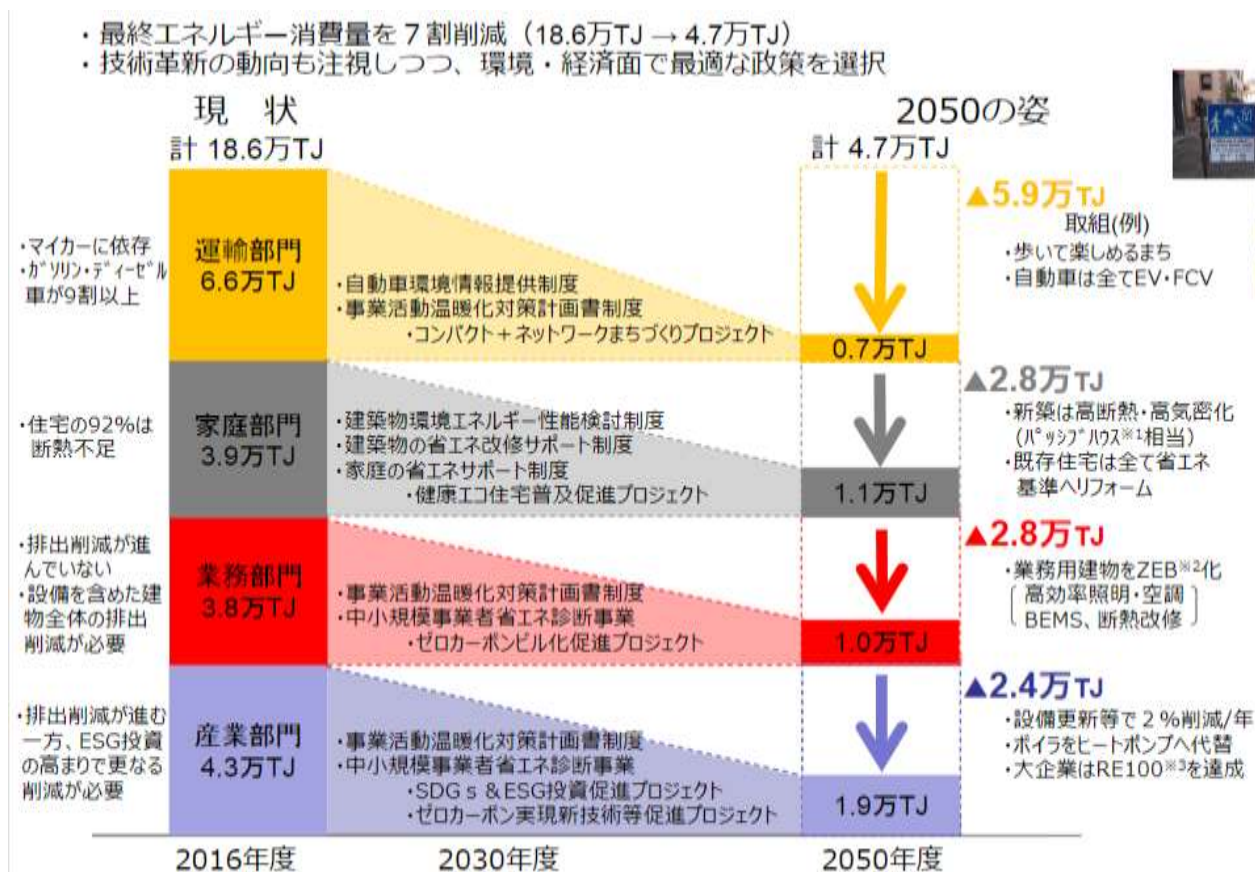 ・最終エネルギー消費量を７割削減（18.6万TJ → 4.7万TJ）
・技術革新の動向も注視しつつ、環境・経済面で最適な政策を選択
現　状
計 18.6万TJ
2050の姿
計 4.7万TJ
・マイカーに依存
・ｶﾞｿﾘﾝ・ﾃﾞｨｰｾﾞﾙ
車が9割以上
運輸部門
6.6万TJ
・自動車環境情報提供制度
・事業活動温暖化対策計画書制度
・コンパクト＋ネットワークまちづくりプロジェクト
0.7万TJ
▲5.9万TJ
取組(例)
・歩いて楽しめるまち
・自動車は全てEV・FCV
・住宅の92%は
断熱不足
家庭部門
3.9万TJ
・建築物環境エネルギー性能検討制度
・建築物の省エネ改修サポート制度
・家庭の省エネサポート制度
・健康エコ住宅普及促進プロジェクト
1.1万TJ
▲2.8万TJ
・新築は高断熱・高気密化
(ﾊﾟｯｼﾌﾞﾊｳｽ※1相当)
・既存住宅は全て省エネ
基準へリフォーム
・排出削減が進
んでいない
・設備を含めた建
物全体の排出
削減が必要
業務部門
3.8万TJ
・事業活動温暖化対策計画書制度
・中小規模事業者省エネ診断事業
・ゼロカーボンビル化促進プロジェクト
1.0万TJ
▲2.8万TJ
・業務用建物をZEB※2化
高効率照明・空調
BEMS、断熱改修
・排出削減が進む
一方、ESG投資
の高まりで更なる
削減が必要
産業部門
4.3万TJ
・事業活動温暖化対策計画書制度
・中小規模事業者省エネ診断事業
・SDGｓ＆ESG投資促進プロジェクト
・ゼロカーボン実現新技術等促進プロジェクト
1.9万TJ
▲2.4万TJ
・設備更新等で２％削減/年
・ボイラをヒートポンプへ代替
・大企業はRE100※3を達成
2016年度
2030年度
2050年度